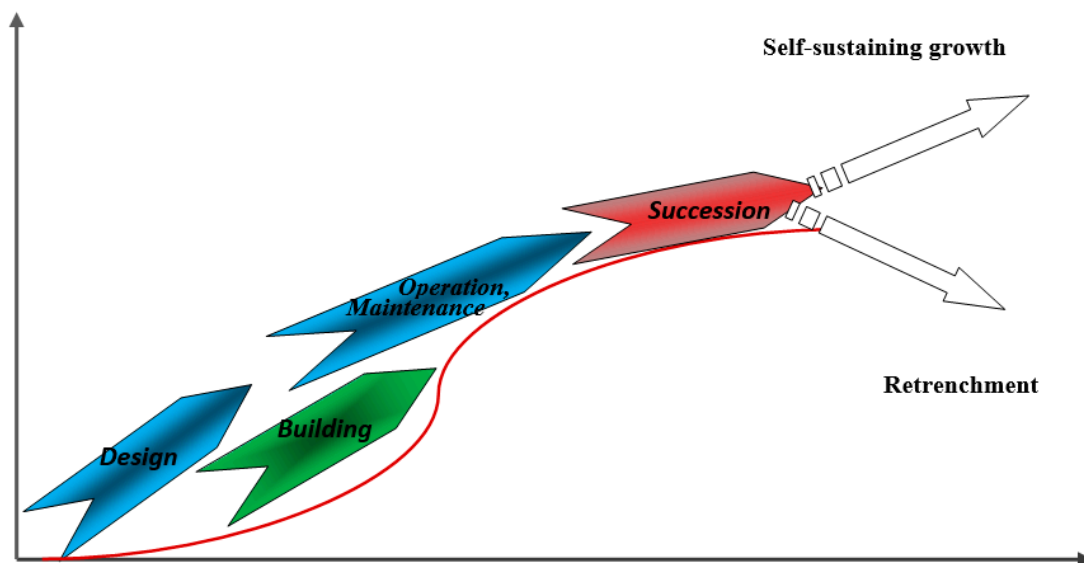 Self-sustaining growth
Succession
Operation,
Maintenance
Retrenchment
Building
Design